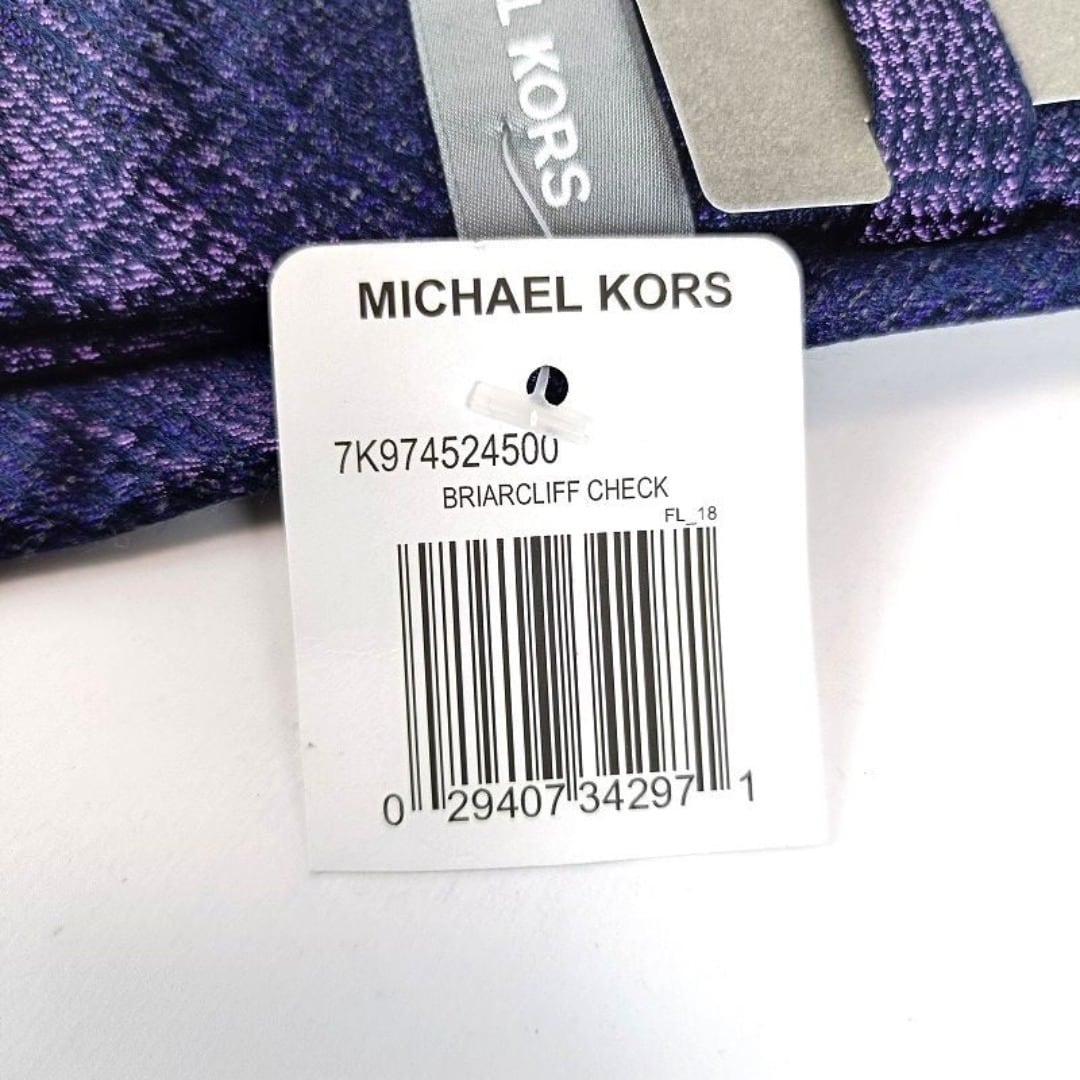 L KORS
MICHAEL KORS
7K974524500
BRIARCLIFF CHECK
FL_18
0 29407 34297 1